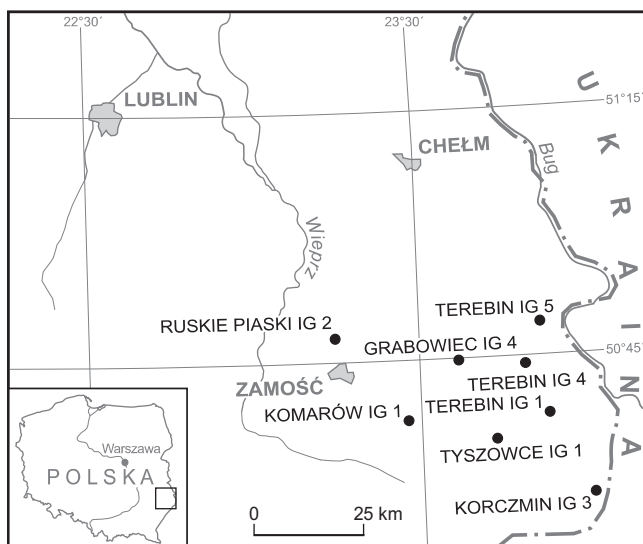 22°30´
23°30´
LUBLIN
51°15´
UKRAINA
CHEŁM
Bug
Wieprz
TEREBIN IG 5
RUSKIE PIASKI IG 2
50°45´
GRABOWIEC IG 4
ZAMOŚĆ
TEREBIN IG 4
KOMARÓW IG 1
TEREBIN IG 1
Warszawa
POLSKA
TYSZOWCE IG 1
KORCZMIN IG 3
0
25 km